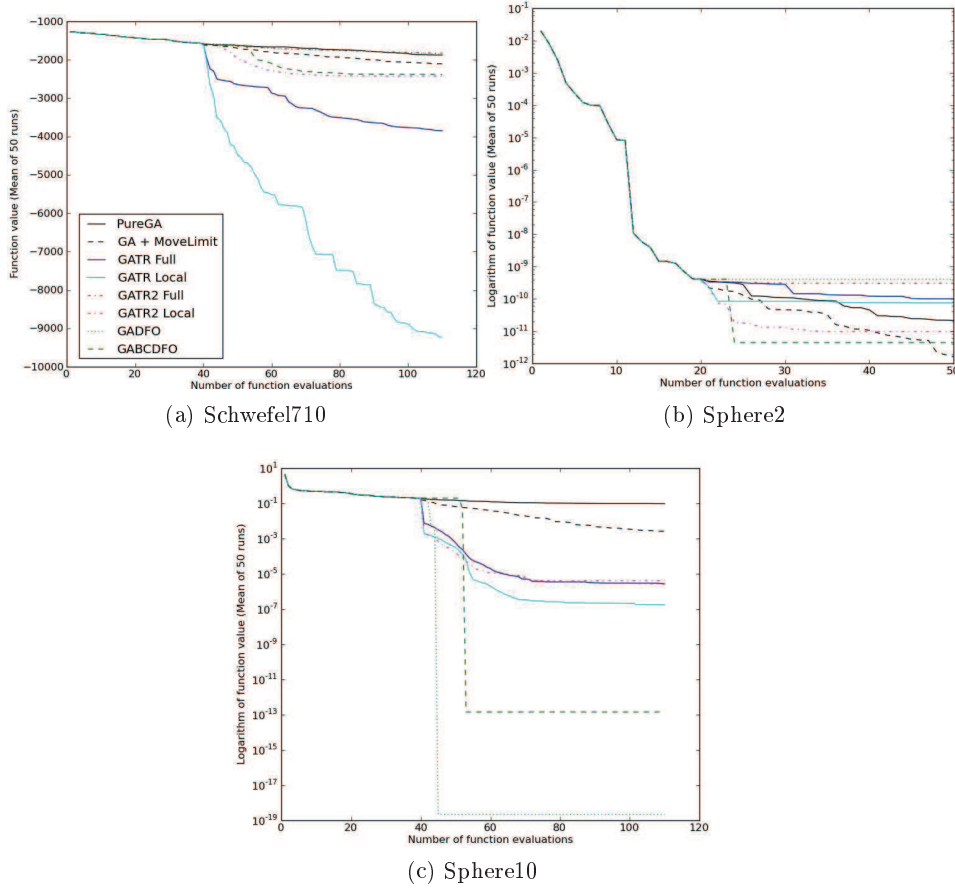 Function value (Mean of 50 runs)
-1000
-2000
-3000
-4000
-5000
-6000
-7000
-8000
-9000
-10000
PureGA
GA + MoveLimit
GATR Full
GATR Local
GATR2 Full
GATR2 Local
GADFO
GABCDFO
0 20 40 60 80 100 120
Number of function evaluations
(a) Schwefel710
Logarithm of function value (Mean of 50 runs)
10^-1
10^-2
10^-3
10^-4
10^-5
10^-6
10^-7
10^-8
10^-9
10^-10
10^-11
10^-12
0 10 20 30 40 50
Number of function evaluations
(b) Sphere2
Logarithm of function value (Mean of 50 runs)
10^1
10^-1
10^-3
10^-5
10^-7
10^-9
10^-11
10^-13
10^-15
10^-17
10^-19
0 20 40 60 80 100 120
Number of function evaluations
(c) Sphere10